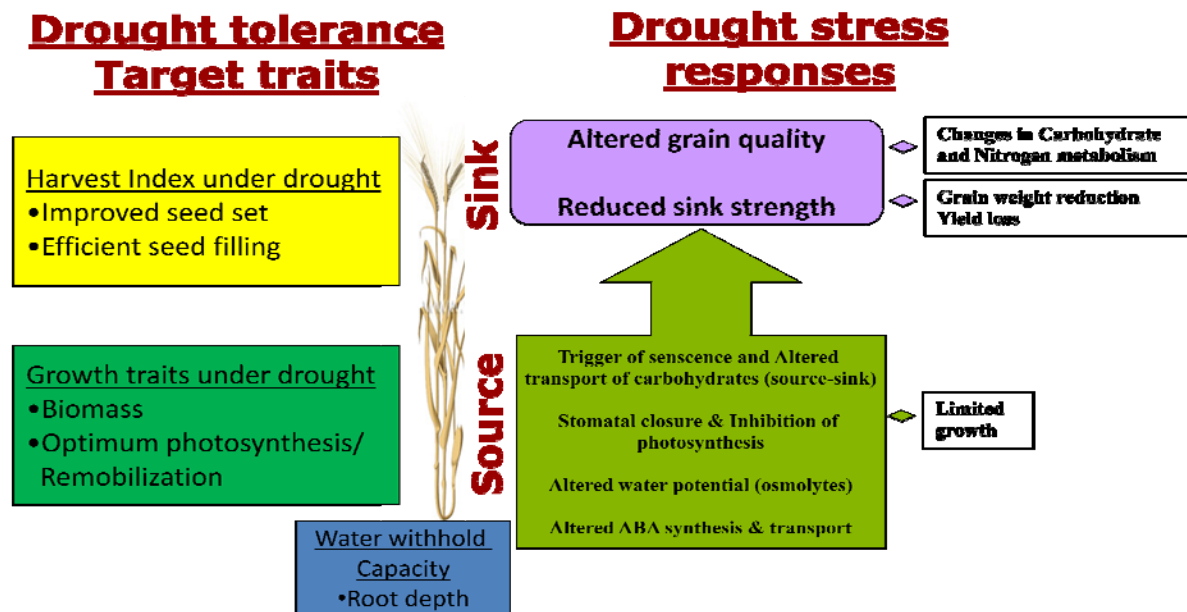 Drought tolerance
Target traits
Harvest Index under drought
•Improved seed set
•Efficient seed filling
Growth traits under drought
•Biomass
•Optimum photosynthesis/
Remobilization
Water withhold
Capacity
•Root depth
Sink
Source
Drought stress
responses
Altered grain quality
Reduced sink strength
Changes in Carbohydrate
and Nitrogan metabolism
Grain weight reduction
Yield loss
Trigger of senscence and Altered
transport of carbohydrates (source-sink)
Stomatal closure & Inhibition of
photosynthesis
Altered water potential (osmolytes)
Altered ABA synthesis & transport
Limited
growth